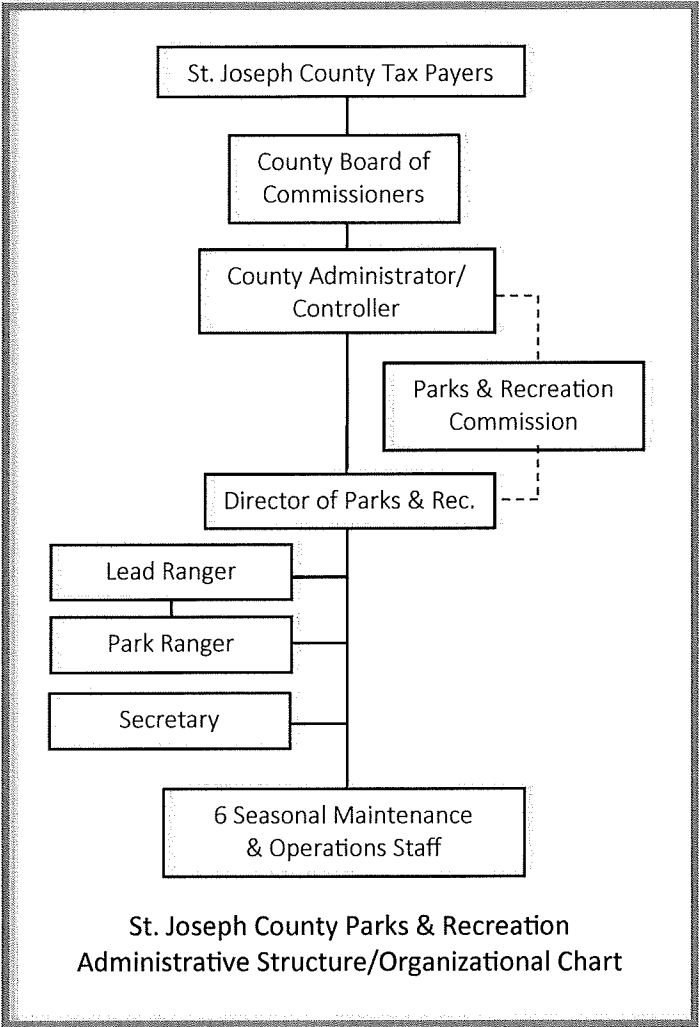 St. Joseph County Tax Payers
County Board of
Commissioners
County Administrator/
Controller
Parks & Recreation
Commission
Director of Parks & Rec.
Lead Ranger
Park Ranger
Secretary
6 Seasonal Maintenance
& Operations Staff
St. Joseph County Parks & Recreation
Administrative Structure/Organizational Chart